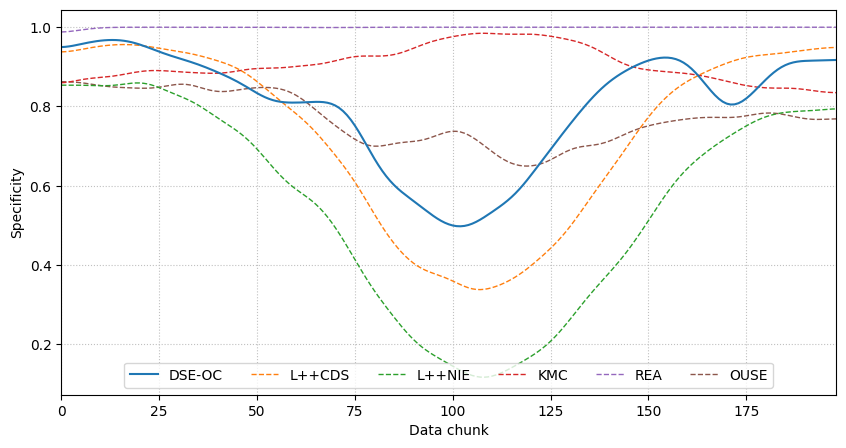 1.0
0.8
0.6
0.4
0.2
Specificity
DSE-OC L++CDS L++NIE KMC REA OUSE
0 25 50 75 100 125 150 175
Data chunk